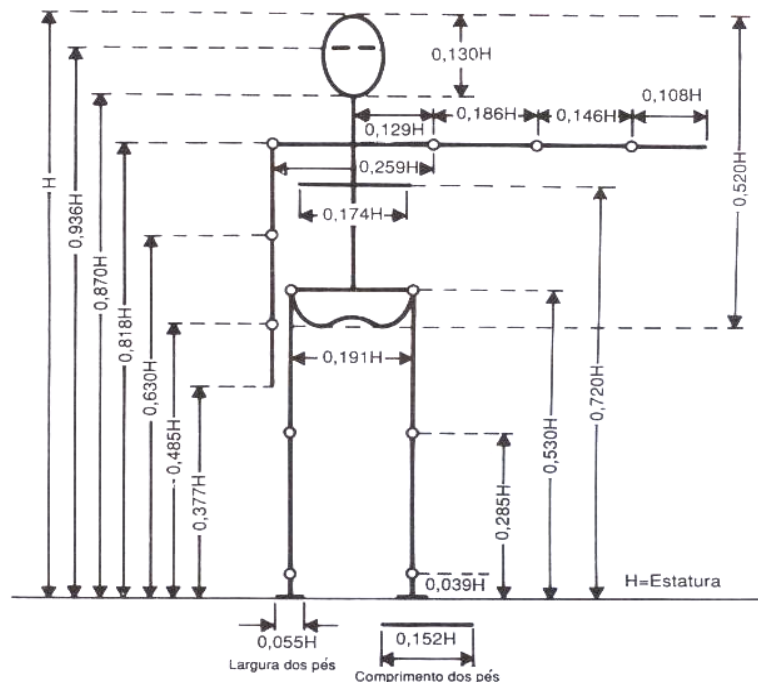 0,130H
0,186H
0,146H
0,108H
0,129H
0,259H
0,174H
0,520H
H
0,936H
0,870H
0,818H
0,630H
0,485H
0,377H
0,191H
0,720H
0,530H
0,285H
0,039H
H=Estatura
0,055H
Largura dos pés
0,152H
Comprimento dos pés